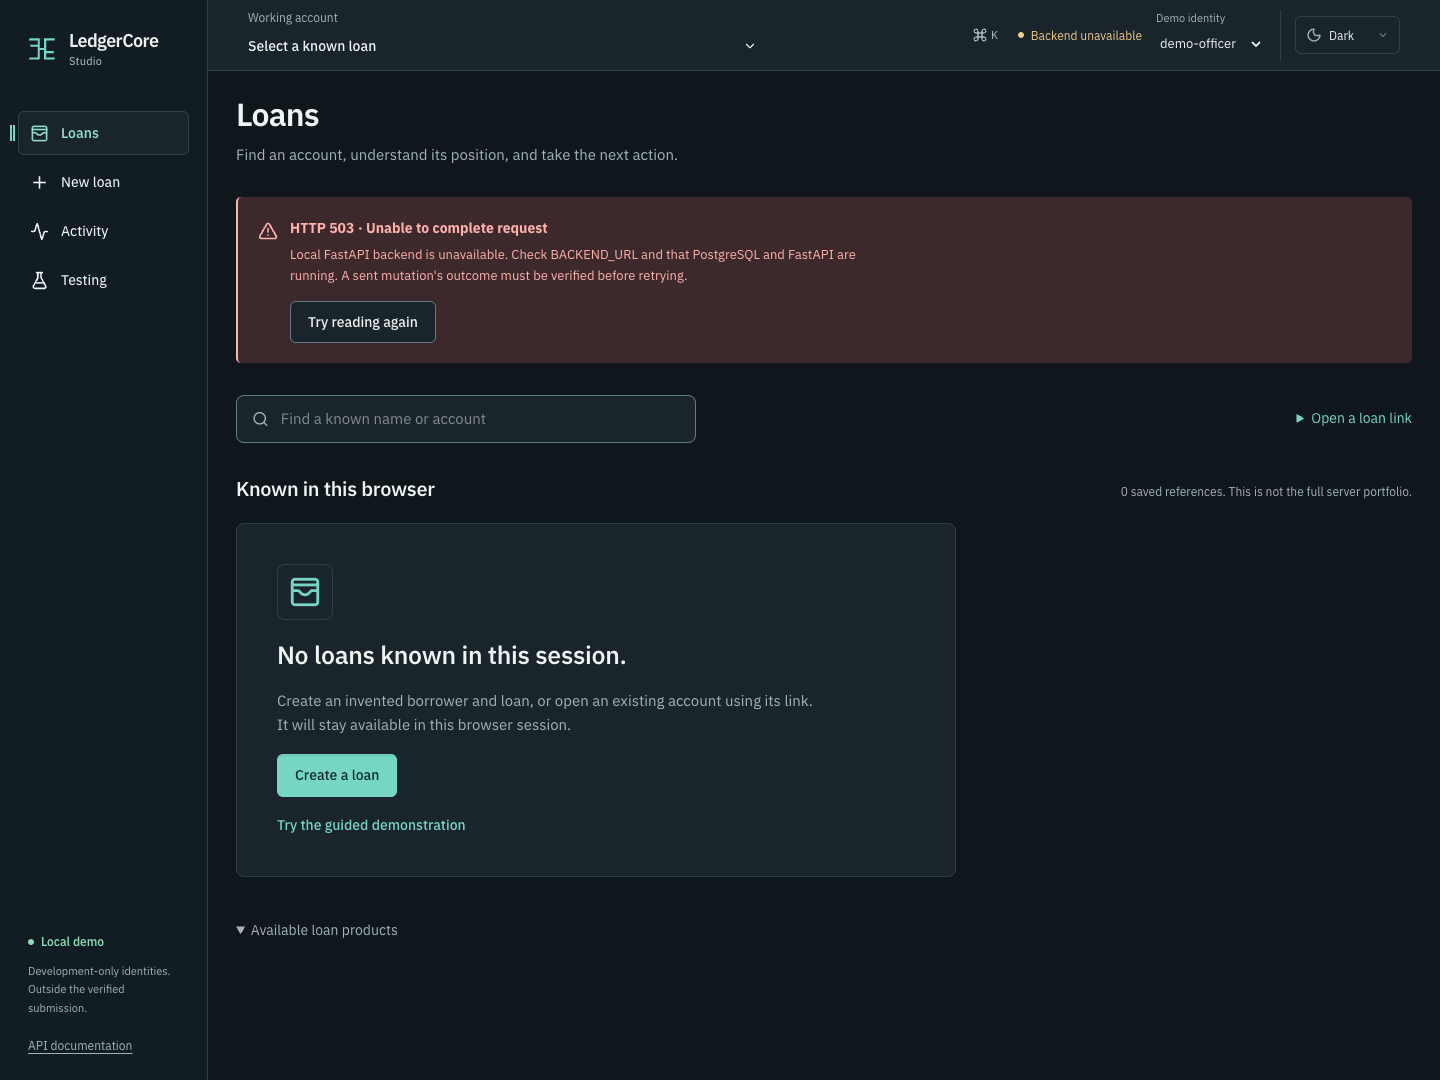 LedgerCore
Studio
Loans
New loan
Activity
Testing
Local demo
Development-only identities.
Outside the verified
submission.
API documentation
Working account
Select a known loan
⌘ K
Backend unavailable
Demo identity
demo-officer
Dark
Loans
Find an account, understand its position, and take the next action.
HTTP 503 · Unable to complete request
Local FastAPI backend is unavailable. Check BACKEND_URL and that PostgreSQL and FastAPI are
running. A sent mutation's outcome must be verified before retrying.
Try reading again
Find a known name or account
Open a loan link
Known in this browser
0 saved references. This is not the full server portfolio.
No loans known in this session.
Create an invented borrower and loan, or open an existing account using its link.
It will stay available in this browser session.
Create a loan
Try the guided demonstration
Available loan products